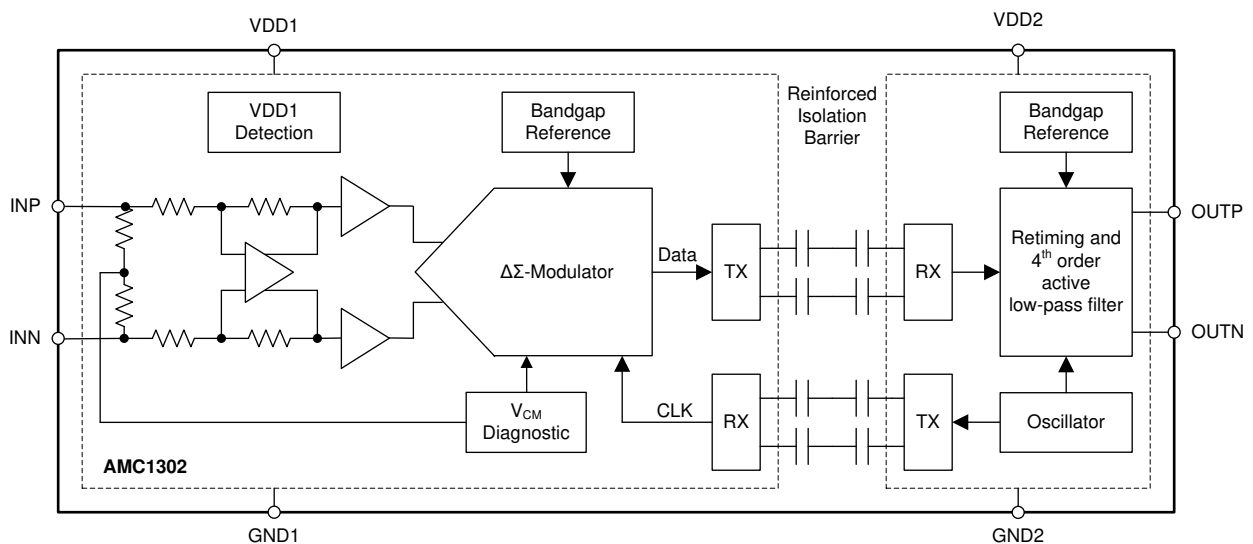 VDD1
VDD2
VDD1
Detection
Bandgap
Reference
Reinforced
Isolation
Barrier
Bandgap
Reference
INP
OUTP
ΔΣ-Modulator
Data
TX
RX
Retiming and
4th order
active
low-pass filter
INN
OUTN
VCM
Diagnostic
CLK
RX
TX
Oscillator
AMC1302
GND1
GND2